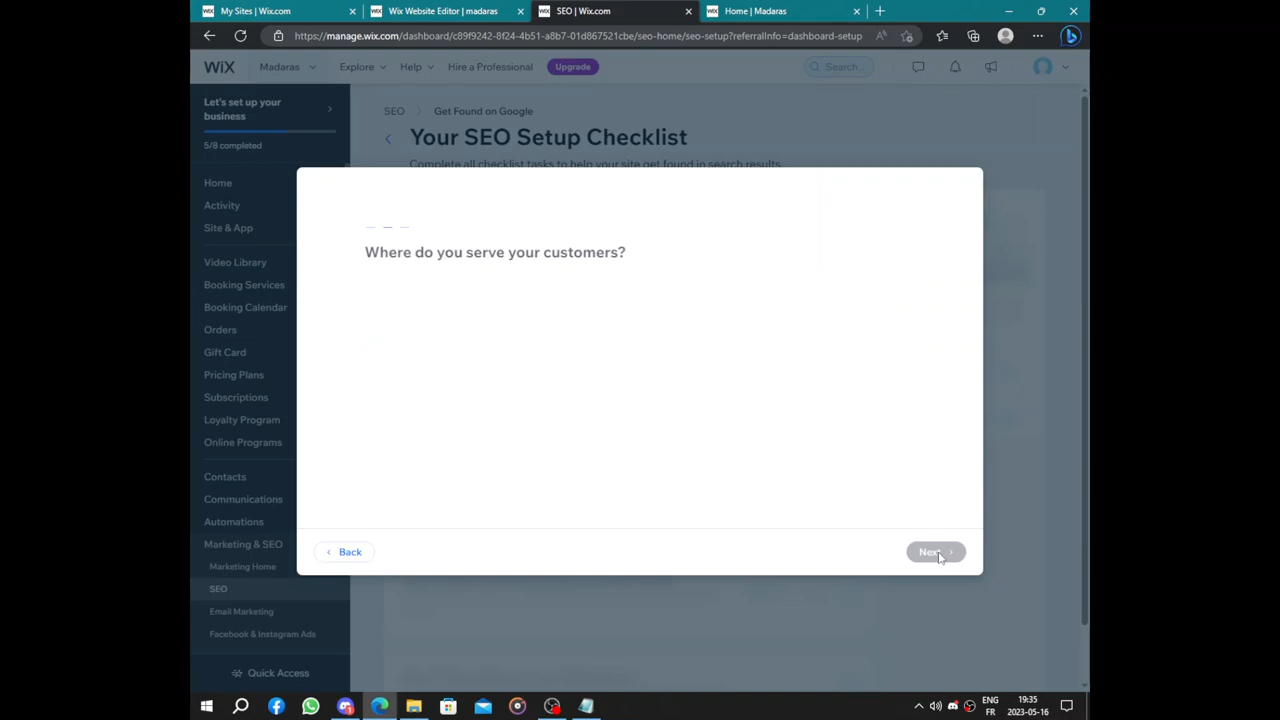 My Sites | Wix.com
Wix Website Editor | madaras
SEO | Wix.com
Home | Madaras
https://manage.wix.com/dashboard/c89f9242-8f24-4b51-a8b7-01d867521cbe/seo-home/seo-setup?referralInfo=dashboard-setup
WiX
Madaras
Explore
Help
Hire a Professional
Upgrade
Search...
Let's set up your
business
5/8 completed
SEO
Get Found on Google
Your SEO Setup Checklist
Complete all checklist tasks to help your site get found in search results.
Home
Activity
Site & App
Video Library
Booking Services
Booking Calendar
Orders
Gift Card
Pricing Plans
Subscriptions
Loyalty Program
Online Programs
Contacts
Communications
Automations
Marketing & SEO
Marketing Home
SEO
Email Marketing
Facebook & Instagram Ads
Quick Access
Where do you serve your customers?
Back
Next
ENG
FR
19:35
2023-05-16